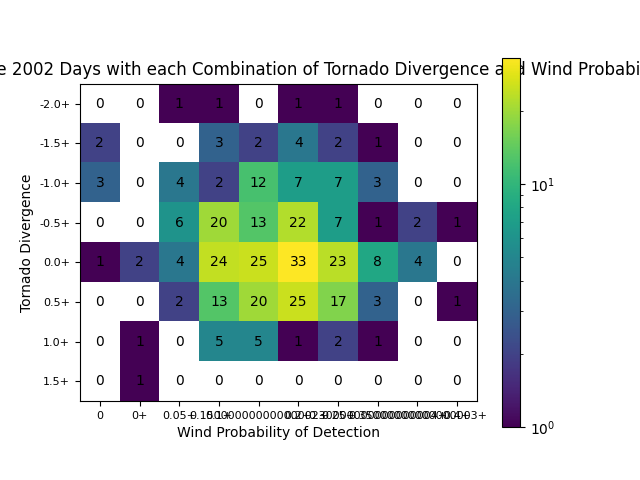 e 2002 Days with each Combination of Tornado Divergence and Wind Probabi
-2.0+ 0 0 1 1 0 1 1 0 0 0
-1.5+ 2 0 0 3 2 4 2 1 0 0
-1.0+ 3 0 4 2 12 7 7 3 0 0
-0.5+ 0 0 6 20 13 22 7 1 2 1
0.0+ 1 2 4 24 25 33 23 8 4 0
0.5+ 0 0 2 13 20 25 17 3 0 1
1.0+ 0 1 0 5 5 1 2 1 0 0
1.5+ 0 1 0 0 0 0 0 0 0 0
0 0+ 0.05+
Wind Probability of Detection
Tornado Divergence
10^1
10^0